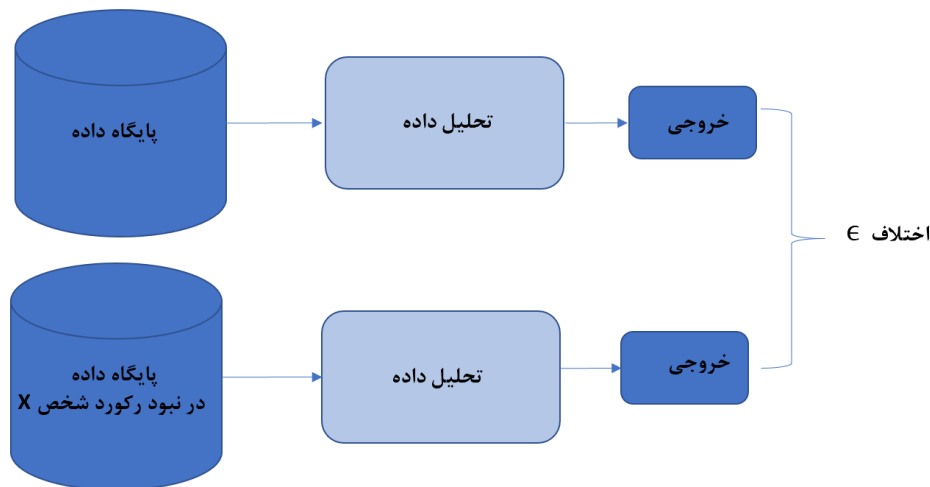 پایگاه داده
تحلیل داده
خروجی
اختلاف ϵ
پایگاه داده
در نبود رکورد شخص X
تحلیل داده
خروجی